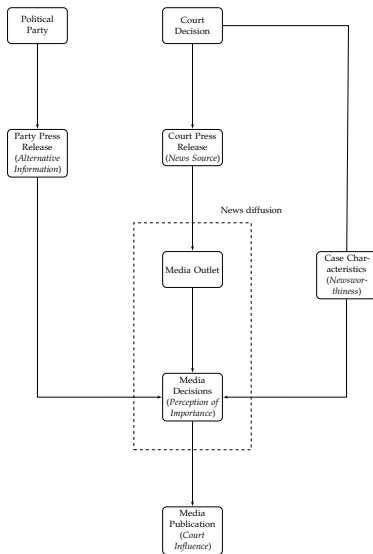 Political
Party
Court
Decision
Party Press
Release
(Alternative
Information)
Court Press
Release
(News Source)
News diffusion
Media Outlet
Case Char-
acteristics
(Newswor-
thiness)
Media
Decisions
(Perception of
Importance)
Media
Publication
(Court
Influence)